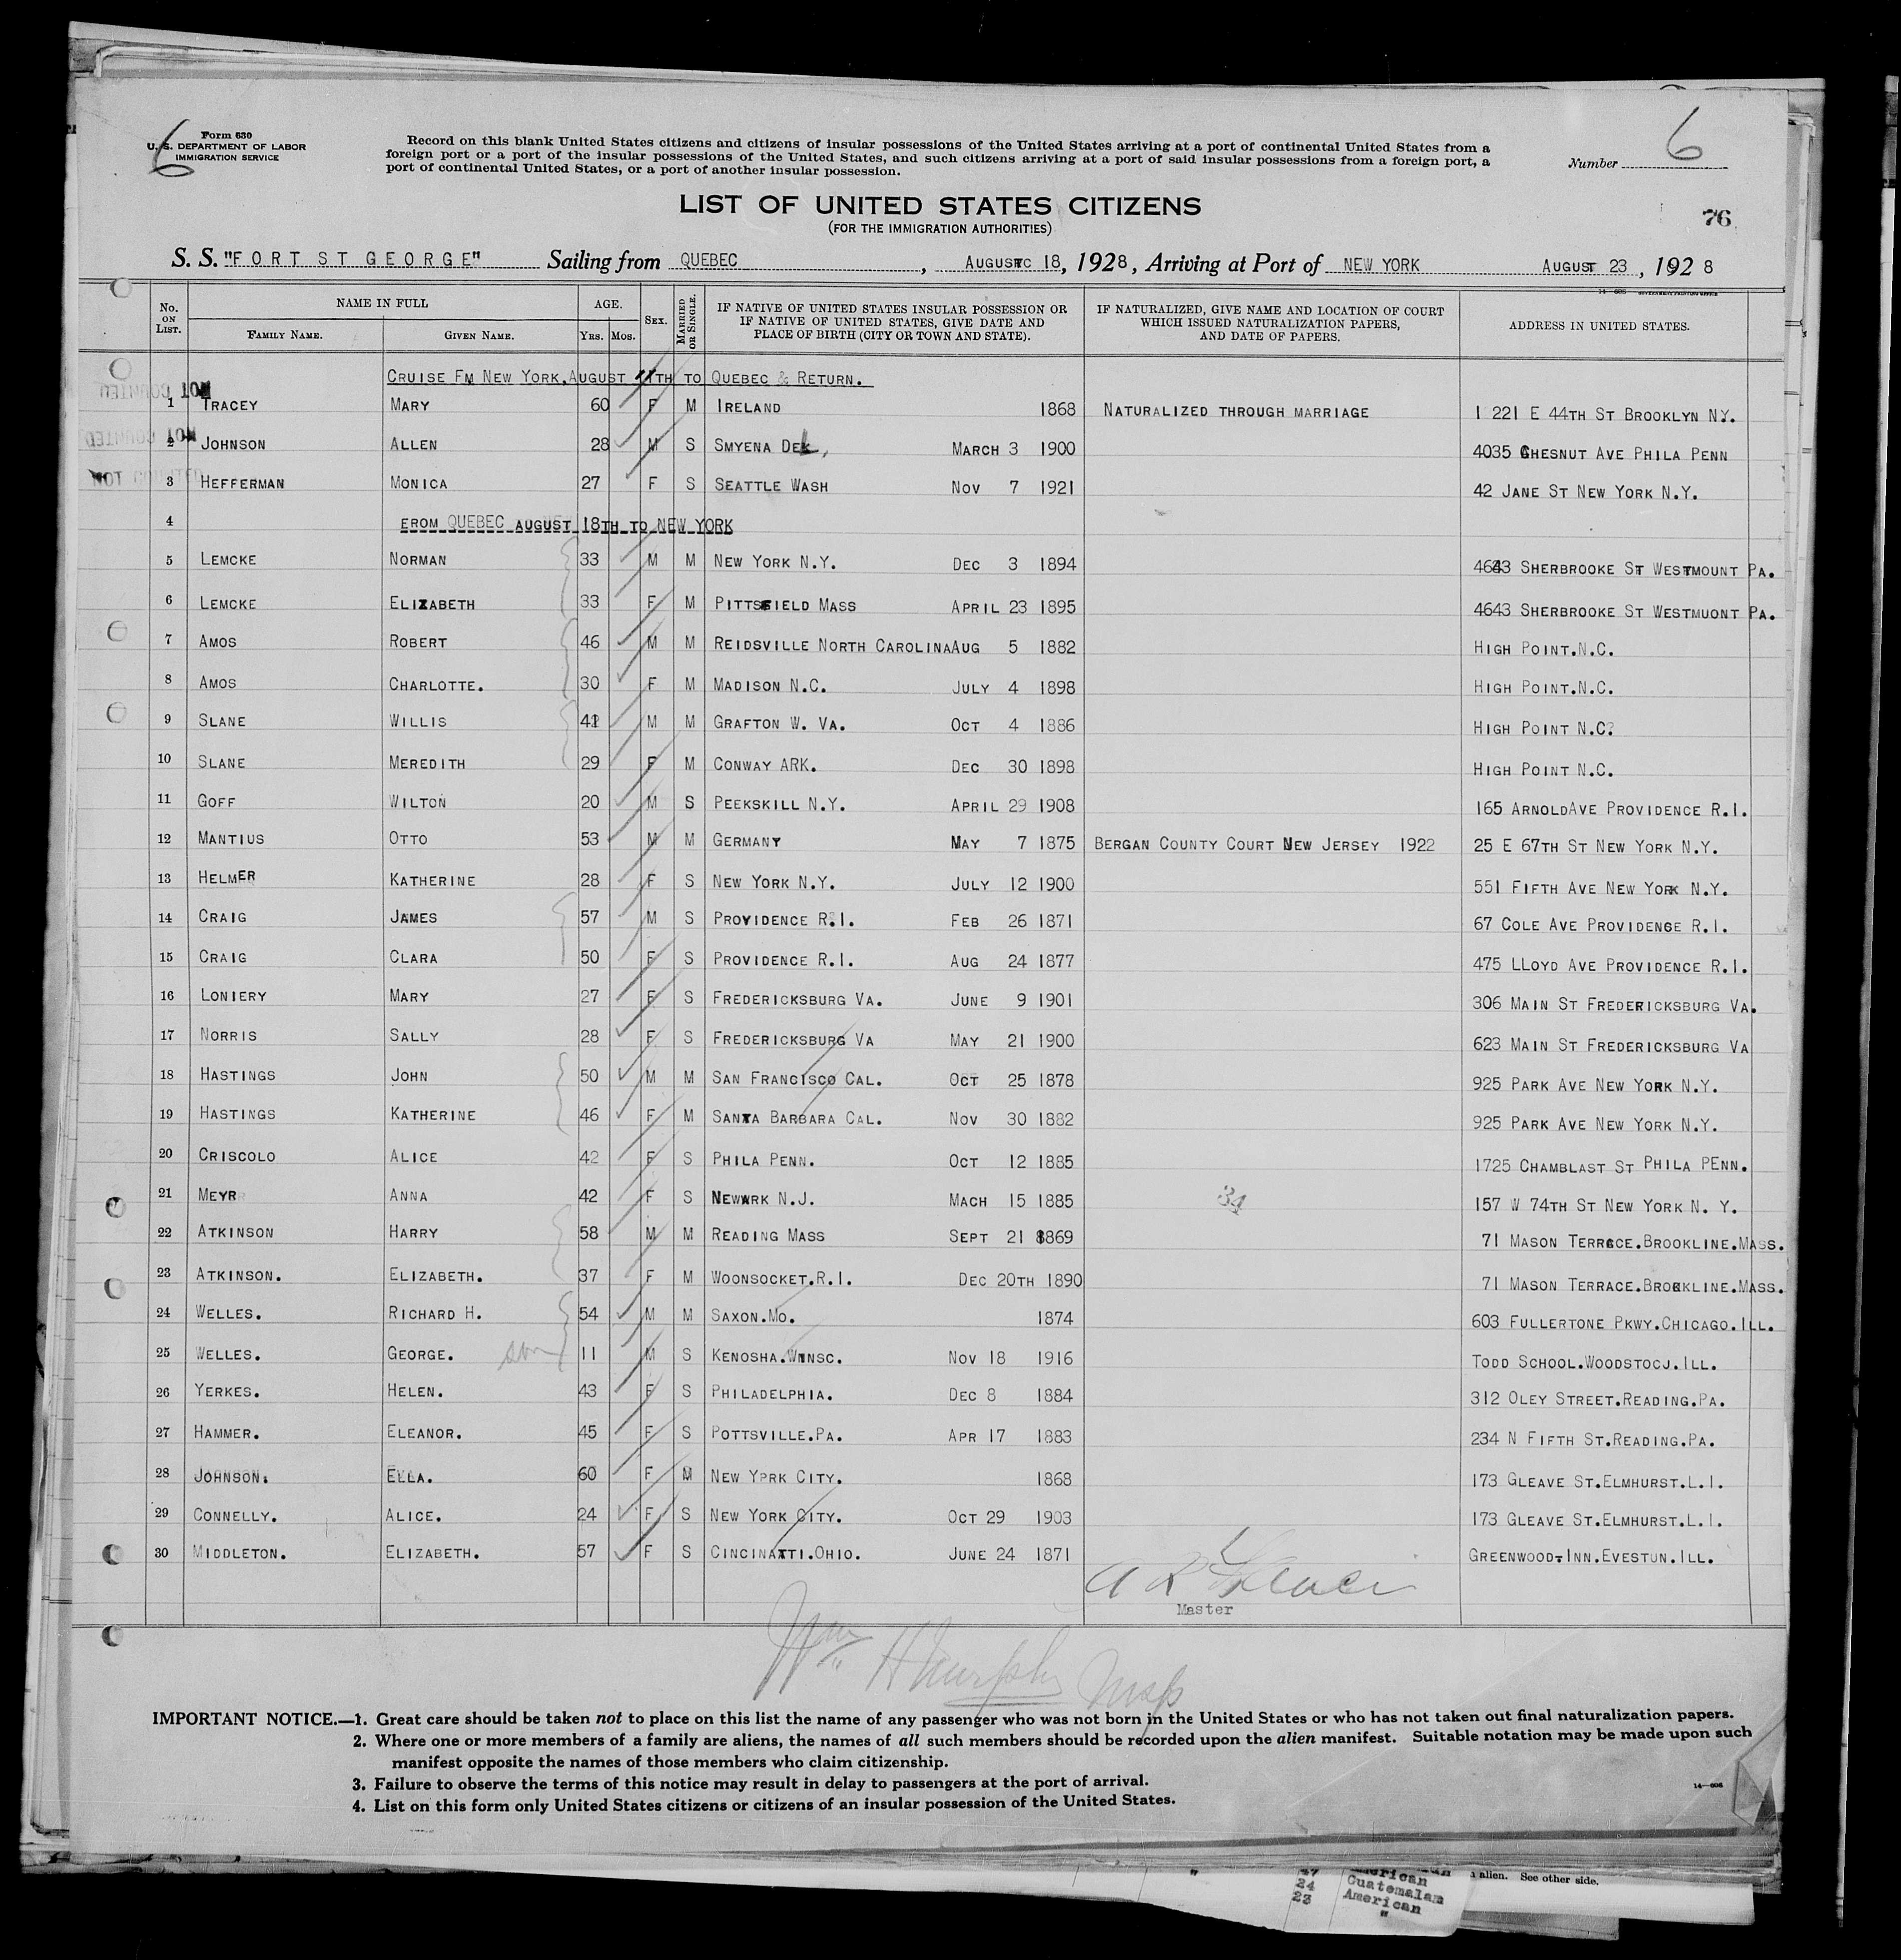 6
Form 630
U. S. DEPARTMENT OF LABOR
IMMIGRATION SERVICE
Record on this blank United States citizens and citizens of insular possessions of the United States arriving at a port of continental United States from a
foreign port or a port of the insular possessions of the United States, and such citizens arriving at a port of said insular possessions from a foreign port, a
port of continental United States, or a port of another insular possession.
Number 6
LIST OF UNITED STATES CITIZENS
(FOR THE IMMIGRATION AUTHORITIES)
76
S. S. "FORT ST GEORGE" Sailing from QUEBEC, AUGUST 18, 1928, Arriving at Port of NEW YORK AUGUST 23, 1928
No. ON LIST. NAME IN FULL FAMILY NAME. GIVEN NAME. AGE. YRS. MOS. SEX. MARRIED OR SINGLE. IF NATIVE OF UNITED STATES INSULAR POSSESSION OR IF NATIVE OF UNITED STATES, GIVE DATE AND PLACE OF BIRTH (CITY OR TOWN AND STATE). IF NATURALIZED, GIVE NAME AND LOCATION OF COURT WHICH ISSUED NATURALIZATION PAPERS, AND DATE OF PAPERS. ADDRESS IN UNITED STATES.
CRUISE FM NEW YORK.AUGUST 11TH TO QUEBEC & RETURN.
NOT COUNTED
1 TRACEY MARY 60 F M IRELAND 1868 NATURALIZED THROUGH MARRIAGE 1 221 E 44TH ST BROOKLYN NY.
NOT COUNTED
2 JOHNSON ALLEN 28 M S SMYENA DEL, MARCH 3 1900 4035 CHESNUT AVE PHILA PENN
NOT COUNTED
3 HEFFERMAN MONICA 27 F S SEATTLE WASH NOV 7 1921 42 JANE ST NEW YORK N.Y.
4 FROM QUEBEC AUGUST 18TH TO NEW YORK
5 LEMCKE NORMAN 33 M M NEW YORK N.Y. DEC 3 1894 4643 SHERBROOKE ST WESTMOUNT PA.
6 LEMCKE ELIZABETH 33 F M PITTSFIELD MASS APRIL 23 1895 4643 SHERBROOKE ST WESTMUONT PA.
7 AMOS ROBERT 46 M M REIDSVILLE NORTH CAROLINA AUG 5 1882 HIGH POINT.N.C.
8 AMOS CHARLOTTE. 30 F M MADISON N.C. JULY 4 1898 HIGH POINT.N.C.
9 SLANE WILLIS 41 M M GRAFTON W. VA. OCT 4 1886 HIGH POINT N.C.
10 SLANE MEREDITH 29 F M CONWAY ARK. DEC 30 1898 HIGH POINT N.C.
11 GOFF WILTON 20 M S PEEKSKILL N.Y. APRIL 29 1908 165 ARNOLDAVE PROVIDENCE R.I.
12 MANTIUS OTTO 53 M M GERMANY MAY 7 1875 BERGAN COUNTY COURT NEW JERSEY 1922 25 E 67TH ST NEW YORK N.Y.
13 HELMER KATHERINE 28 F S NEW YORK N.Y. JULY 12 1900 551 FIFTH AVE NEW YORK N.Y.
14 CRAIG JAMES 57 M S PROVIDENCE R.I. FEB 26 1871 67 COLE AVE PROVIDENCE R.I.
15 CRAIG CLARA 50 F S PROVIDENCE R.I. AUG 24 1877 475 LLOYD AVE PROVIDENCE R.I.
16 LONIERY MARY 27 F S FREDERICKSBURG VA. JUNE 9 1901 306 MAIN ST FREDERICKSBURG VA.
17 NORRIS SALLY 28 F S FREDERICKSBURG VA MAY 21 1900 623 MAIN ST FREDERICKSBURG VA
18 HASTINGS JOHN 50 M M SAN FRANCISCO CAL. OCT 25 1878 925 PARK AVE NEW YORK N.Y.
19 HASTINGS KATHERINE 46 F M SANTA BARBARA CAL. NOV 30 1882 925 PARK AVE NEW YORK N.Y.
20 CRISCOLO ALICE 42 F S PHILA PENN. OCT 12 1885 1725 CHAMBLAST ST PHILA PENN.
21 MEYR ANNA 42 F S NEWARK N.J. MACH 15 1885 34 157 W 74TH ST NEW YORK N. Y.
22 ATKINSON HARRY 58 M M READING MASS SEPT 21 1869 71 MASON TERRACE.BROOKLINE.MASS.
23 ATKINSON. ELIZABETH. 37 F M WOONSOCKET.R.I. DEC 20TH 1890 71 MASON TERRACE.BROOKLINE.MASS.
24 WELLES. RICHARD H. 54 M M SAXON.MO. 1874 603 FULLERTONE PKWY.CHICAGO.ILL.
25 WELLES. GEORGE. son 11 M S KENOSHA.WNNSC. NOV 18 1916 TODD SCHOOL.WOODSTOCJ.ILL.
26 YERKES. HELEN. 43 F S PHILADELPHIA. DEC 8 1884 312 OLEY STREET.READING.PA.
27 HAMMER. ELEANOR. 45 F S POTTSVILLE.PA. APR 17 1883 234 N FIFTH ST.READING.PA.
28 JOHNSON. ELLA. 60 F M NEW YPRK CITY. 1868 173 GLEAVE ST.ELMHURST.L.I.
29 CONNELLY. ALICE. 24 F S NEW YORK CITY. OCT 29 1903 173 GLEAVE ST.ELMHURST.L.I.
30 MIDDLETON. ELIZABETH. 57 F S CINCINATTI.OHIO. JUNE 24 1871 GREENWOOD.INN.EVESTUN.ILL.
Master
Wm H Murphy
IMPORTANT NOTICE.—1. Great care should be taken not to place on this list the name of any passenger who was not born in the United States or who has not taken out final naturalization papers.
2. Where one or more members of a family are aliens, the names of all such members should be recorded upon the alien manifest. Suitable notation may be made upon such
manifest opposite the names of those members who claim citizenship.
3. Failure to observe the terms of this notice may result in delay to passengers at the port of arrival.
4. List on this form only United States citizens or citizens of an insular possession of the United States.
14—606
alien. See other side.
24 Guatemalam
23 American
"